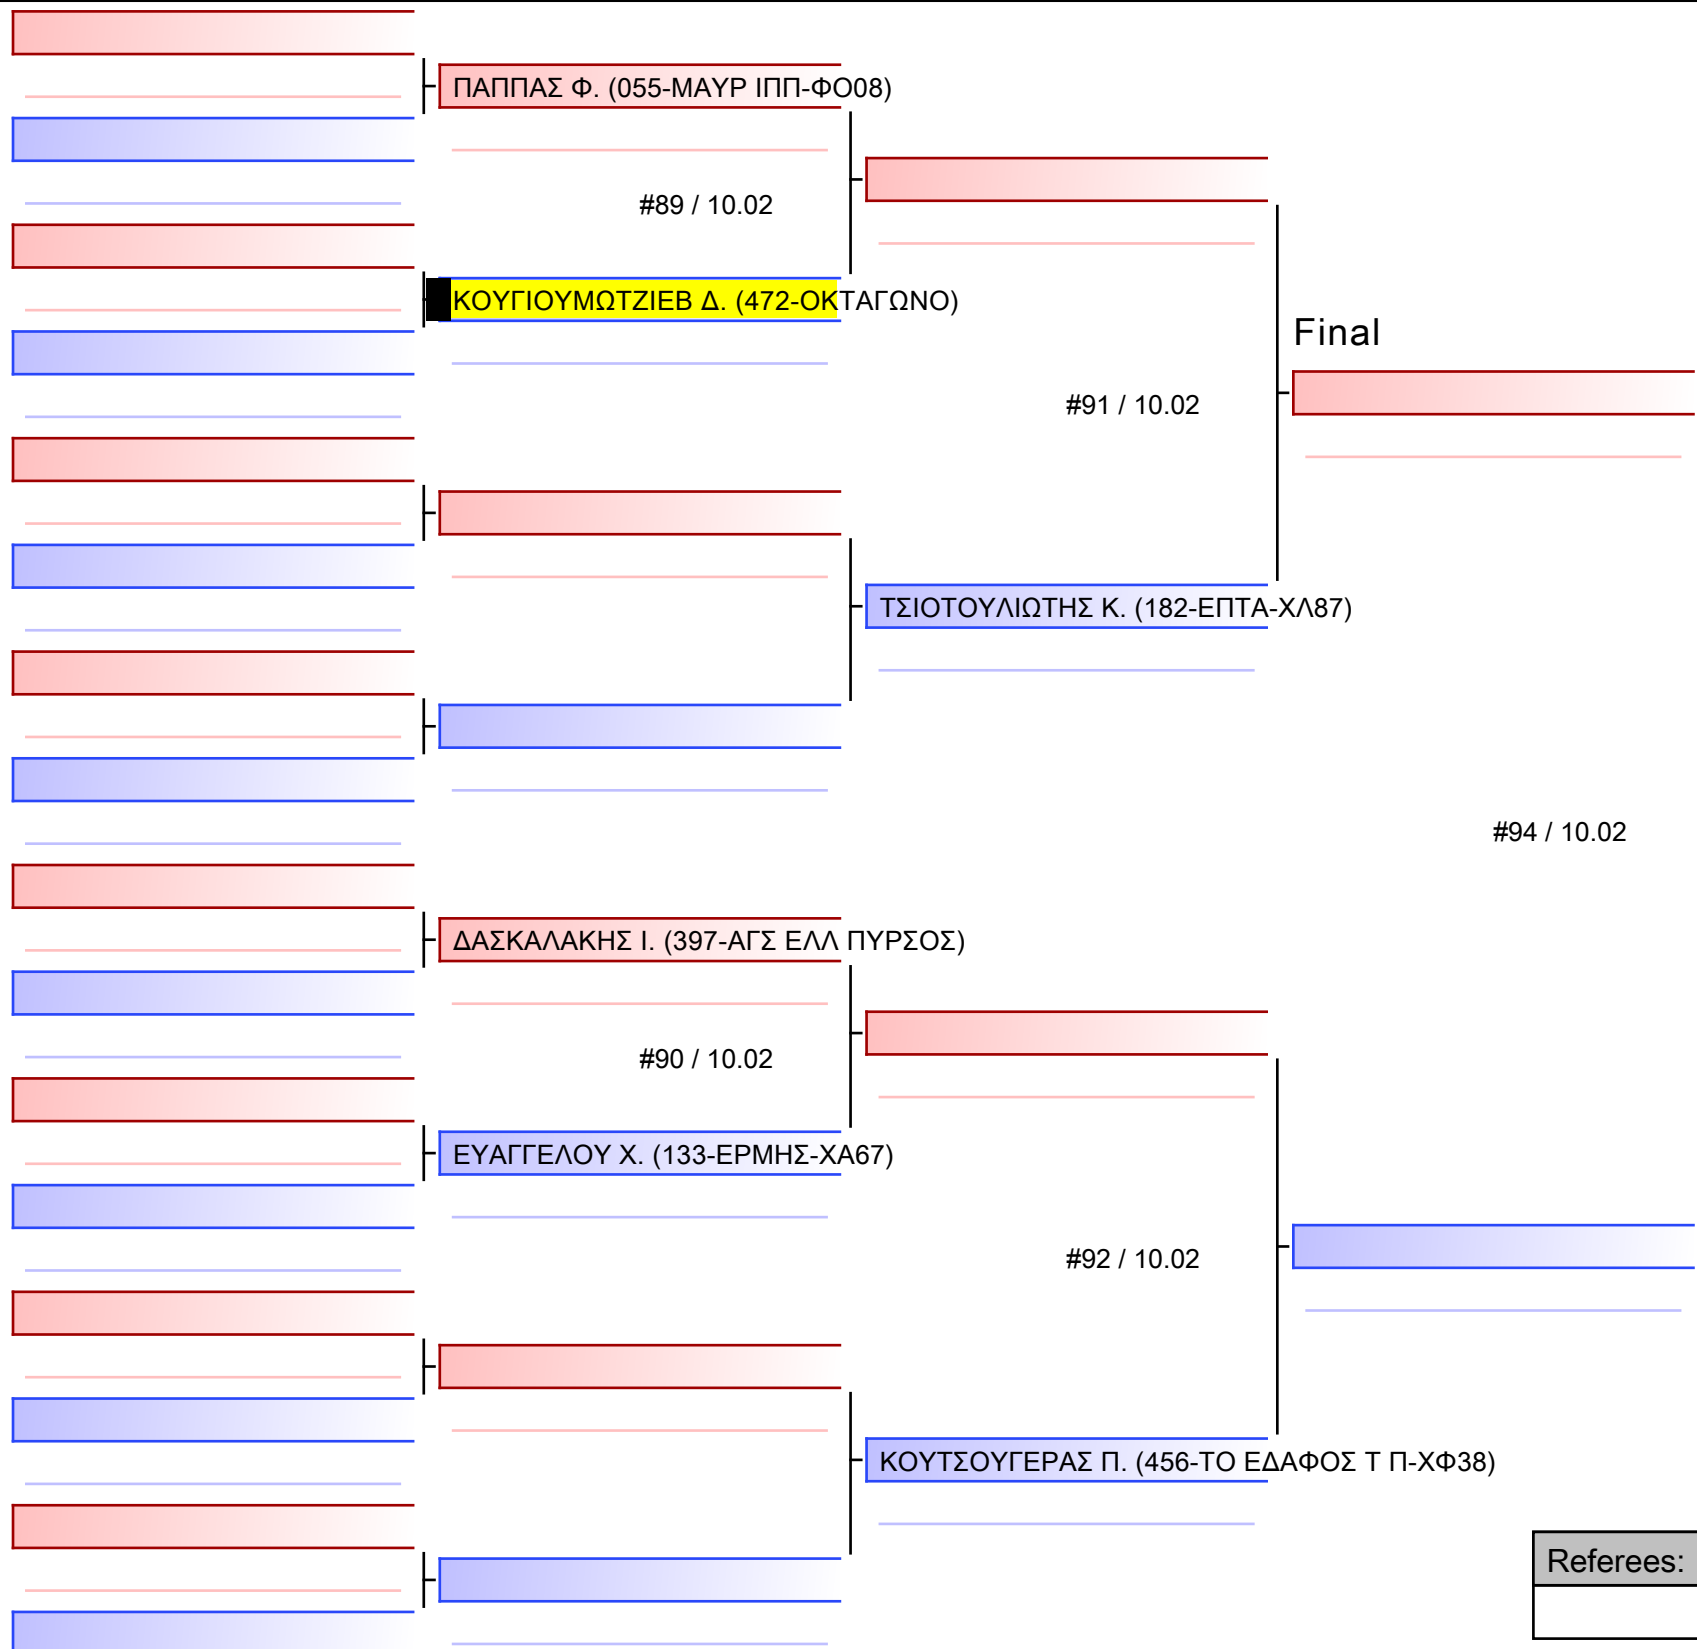 ΠΑΠΠΑΣ Φ. (055-ΜΑΥΡ ΙΠΠ-ΦΟ08)
#89 / 10.02
ΚΟΥΓΙΟΥΜΩΤΖΙΕΒ Δ. (472-ΟΚΤΑΓΩΝΟ)
Final
#91 / 10.02
ΤΣΙΟΤΟΥΛΙΩΤΗΣ Κ. (182-ΕΠΤΑ-ΧΛ87)
#94 / 10.02
ΔΑΣΚΑΛΑΚΗΣ Ι. (397-ΑΓΣ ΕΛΛ ΠΥΡΣΟΣ)
#90 / 10.02
ΕΥΑΓΓΕΛΟΥ Χ. (133-ΕΡΜΗΣ-ΧΑ67)
#92 / 10.02
ΚΟΥΤΣΟΥΓΕΡΑΣ Π. (456-ΤΟ ΕΔΑΦΟΣ Τ Π-ΧΦ38)
Referees: